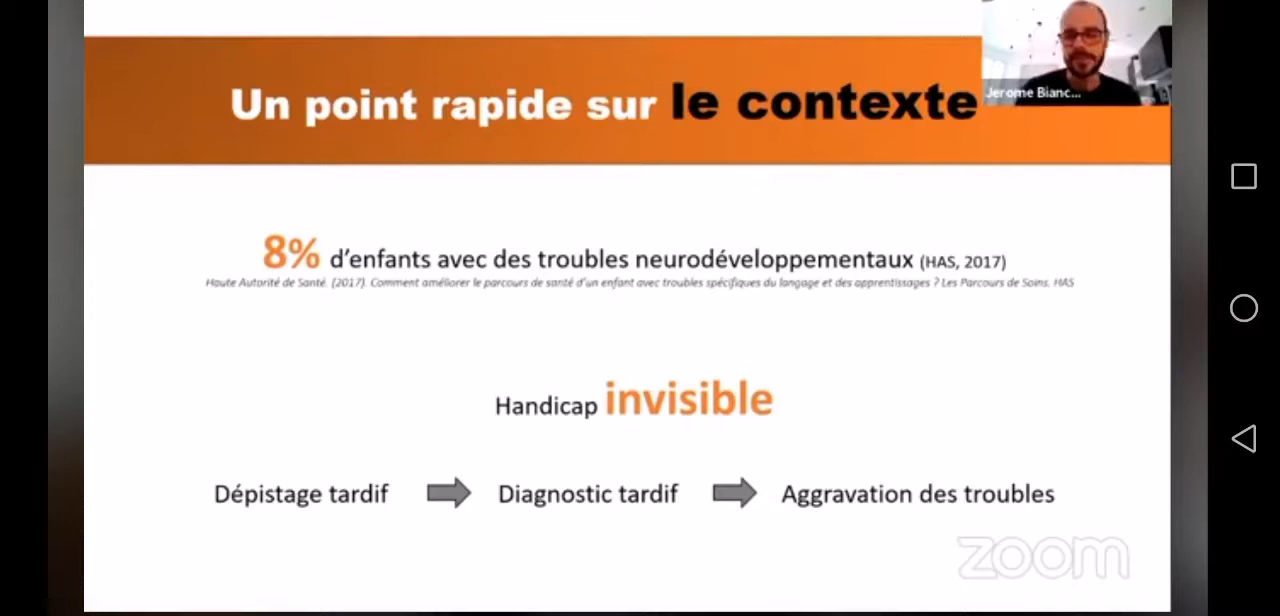 Un point rapide sur le contexte
Jerome Bianc...
8% d'enfants avec des troubles neurodéveloppementaux (HAS, 2017)
Haute Autorité de Santé. (2017). Comment améliorer le parcours de santé d'un enfant avec troubles spécifiques du langage et des apprentissages ? Les Parcours de Soins. HAS
Handicap invisible
Dépistage tardif Diagnostic tardif Aggravation des troubles
zoom